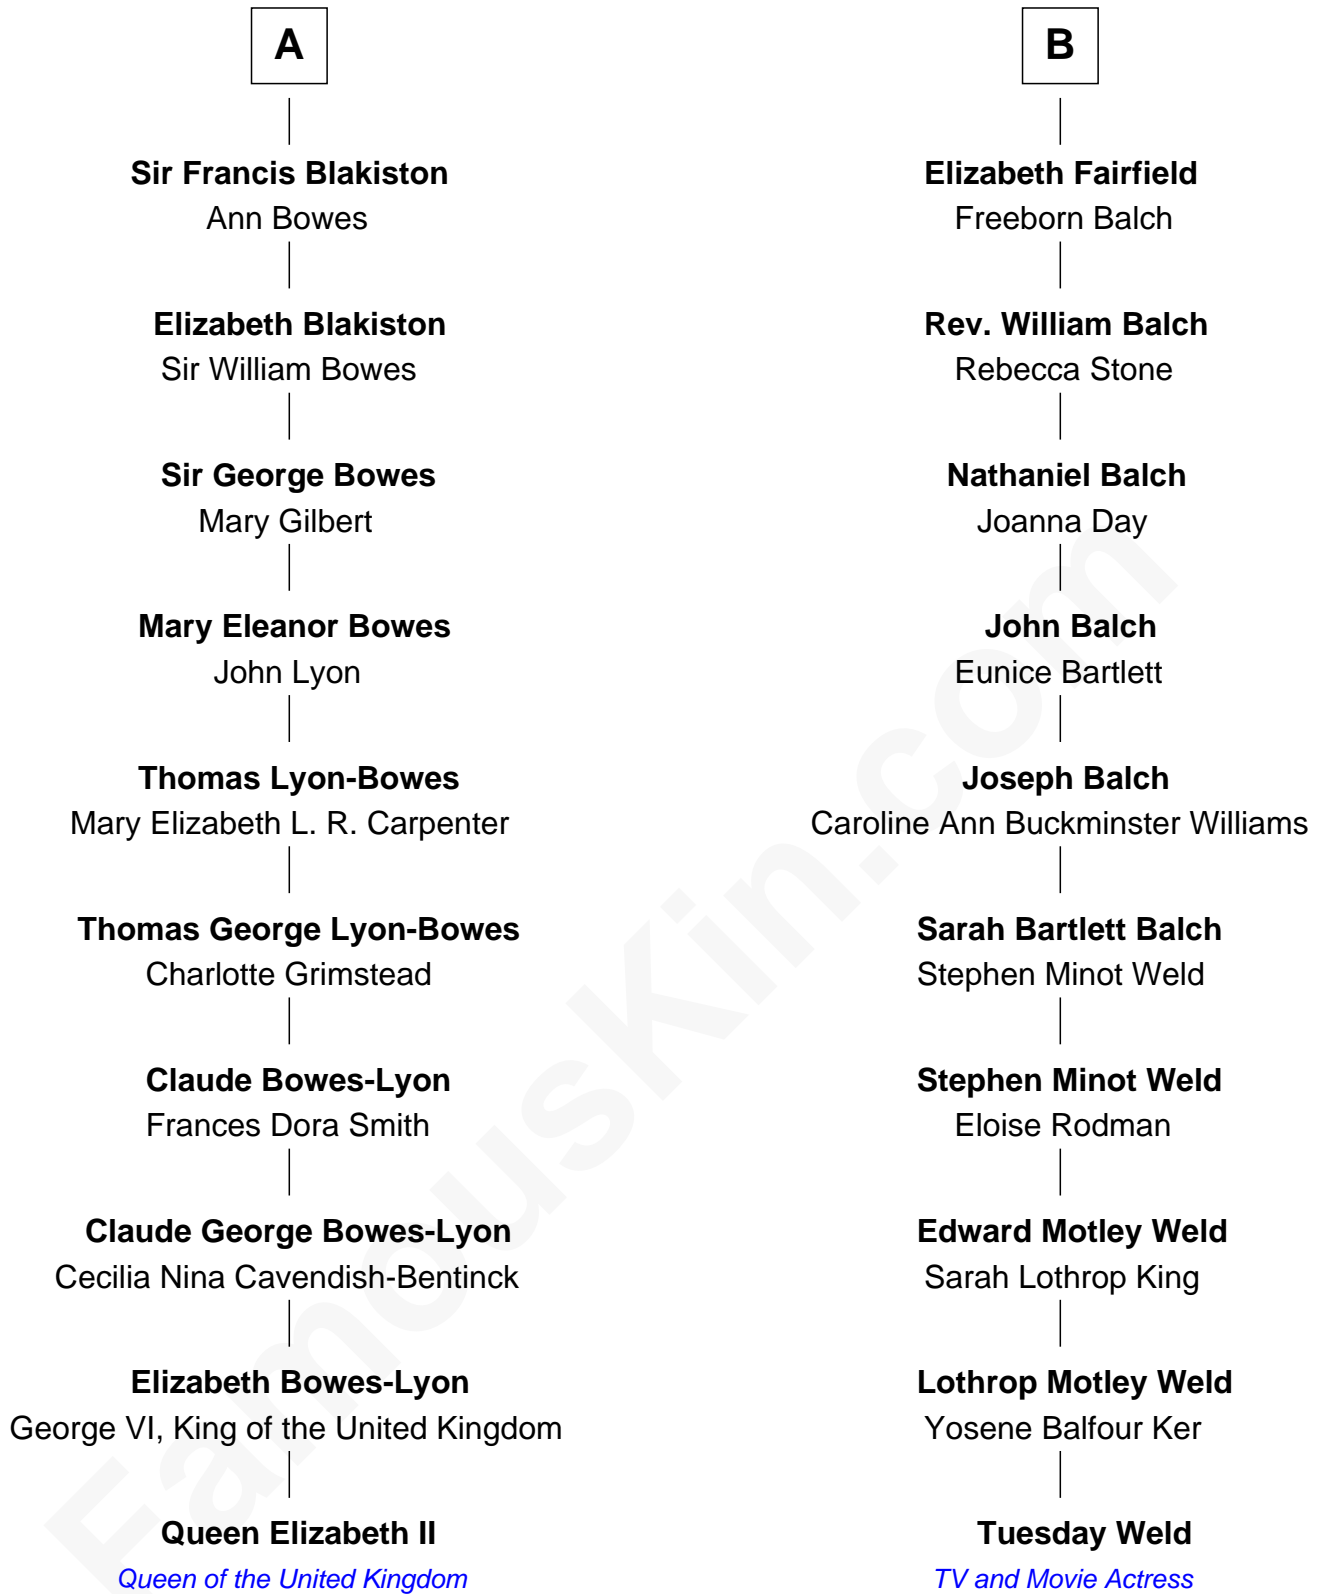 A
Sir Francis Blakiston
Ann Bowes
Elizabeth Blakiston
Sir William Bowes
Sir George Bowes
Mary Gilbert
Mary Eleanor Bowes
John Lyon
Thomas Lyon-Bowes
Mary Elizabeth L. R. Carpenter
Thomas George Lyon-Bowes
Charlotte Grimstead
Claude Bowes-Lyon
Frances Dora Smith
Claude George Bowes-Lyon
Cecilia Nina Cavendish-Bentinck
Elizabeth Bowes-Lyon
George VI, King of the United Kingdom
Queen Elizabeth II
Queen of the United Kingdom
B
Elizabeth Fairfield
Freeborn Balch
Rev. William Balch
Rebecca Stone
Nathaniel Balch
Joanna Day
John Balch
Eunice Bartlett
Joseph Balch
Caroline Ann Buckminster Williams
Sarah Bartlett Balch
Stephen Minot Weld
Stephen Minot Weld
Eloise Rodman
Edward Motley Weld
Sarah Lothrop King
Lothrop Motley Weld
Yosene Balfour Ker
Tuesday Weld
TV and Movie Actress
FamousKin.com